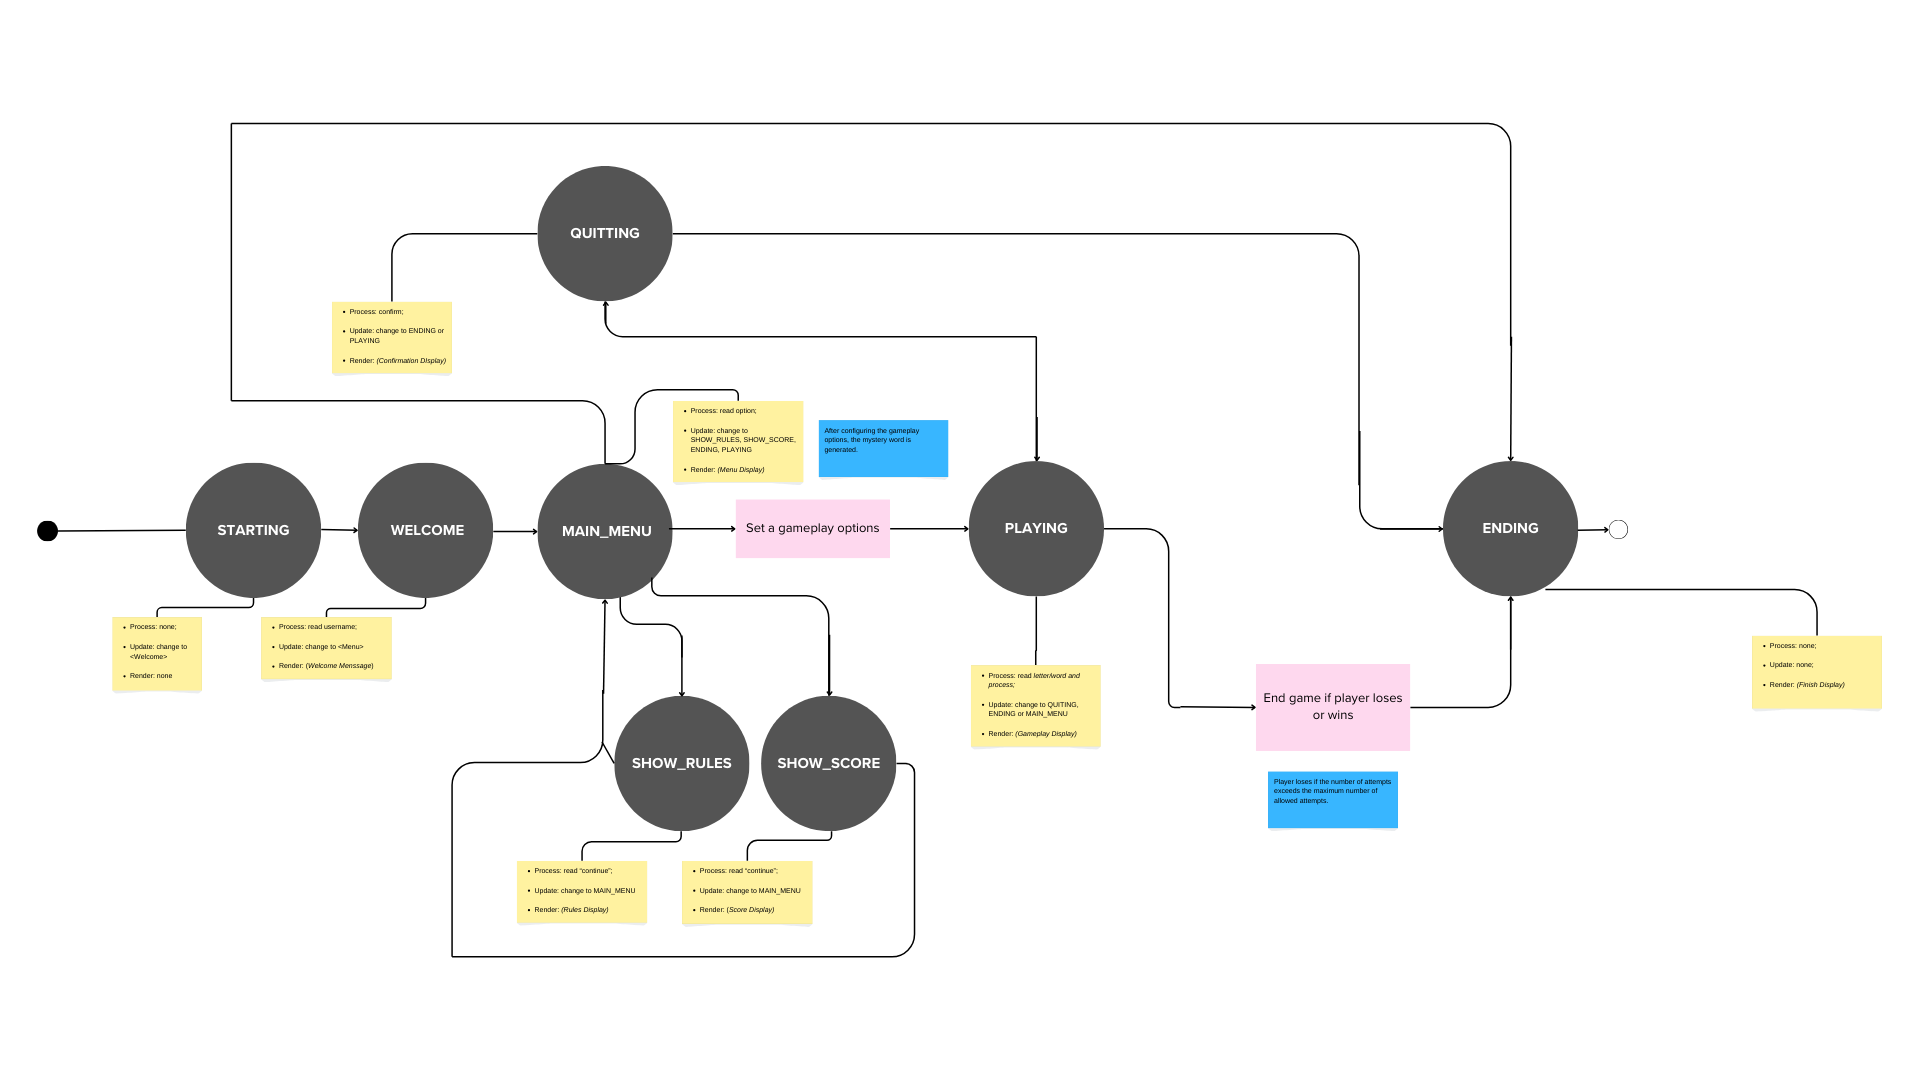 QUITTING
• Process: confirm;
• Update: change to ENDING or
PLAYING
• Render: (Confirmation DIsplay)
• Process: read option;
• Update: change to
SHOW_RULES, SHOW_SCORE,
ENDING, PLAYING
• Render: (Menu Display)
After configuring the gameplay
options, the mystery word is
generated.
STARTING
WELCOME
MAIN_MENU
Set a gameplay options
PLAYING
ENDING
• Process: none;
• Update: change to
<Welcome>
• Render: none
• Process: read username;
• Update: change to <Menu>
• Render: (Welcome Menssage)
• Process: read letter/word and
process;
• Update: change to QUITING,
ENDING or MAIN_MENU
• Render: (Gameplay Display)
End game if player loses
or wins
• Process: none;
• Update: none;
• Render: (Finish Display)
SHOW_RULES
SHOW_SCORE
Player loses if the number of attempts
exceeds the maximum number of
allowed attempts.
• Process: read "continue";
• Update: change to MAIN_MENU
• Render: (Rules Display)
• Process: read "continue";
• Update: change to MAIN_MENU
• Render: (Score Display)